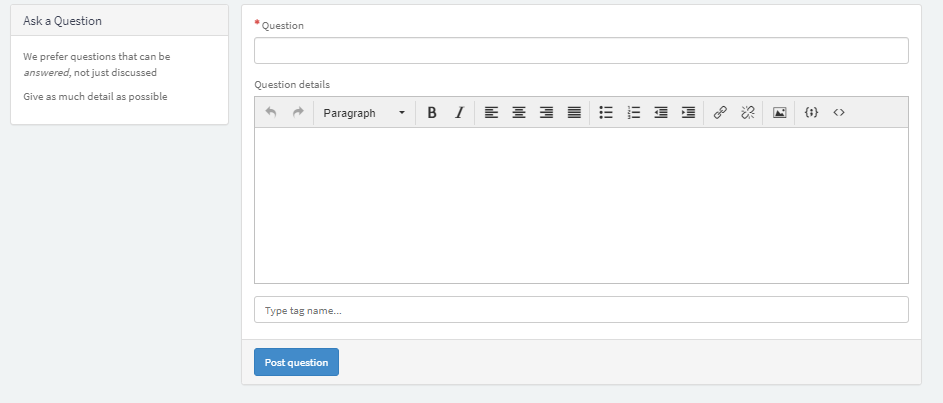 Ask a Question
We prefer questions that can be
answered, not just discussed
Give as much detail as possible
* Question
Question details
Paragraph B I
Type tag name...
Post question